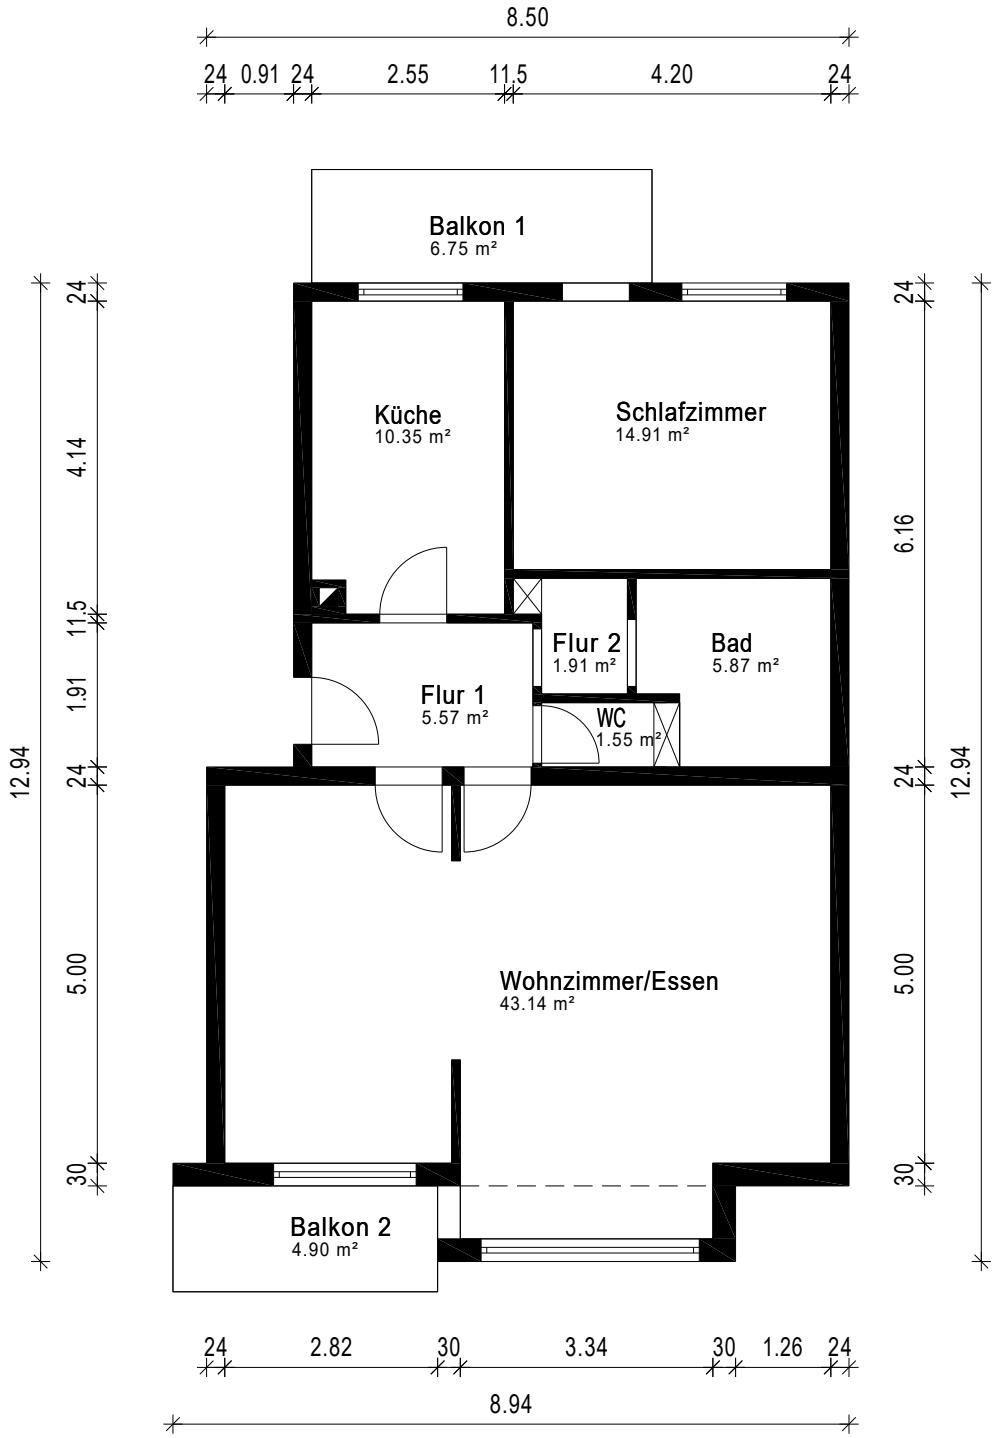 8.50
24 0.91 24 2.55 11.5 4.20 24
Balkon 1
6.75 m²
24
24
Küche
10.35 m²
Schlafzimmer
14.91 m²
4.14
6.16
11.5
Flur 2
1.91 m²
Bad
5.87 m²
Flur 1
5.57 m²
1.91
WC
1.55 m²
12.94
24
24
12.94
5.00
Wohnzimmer/Essen
43.14 m²
5.00
30
30
Balkon 2
4.90 m²
24 2.82 30 3.34 30 1.26 24
8.94